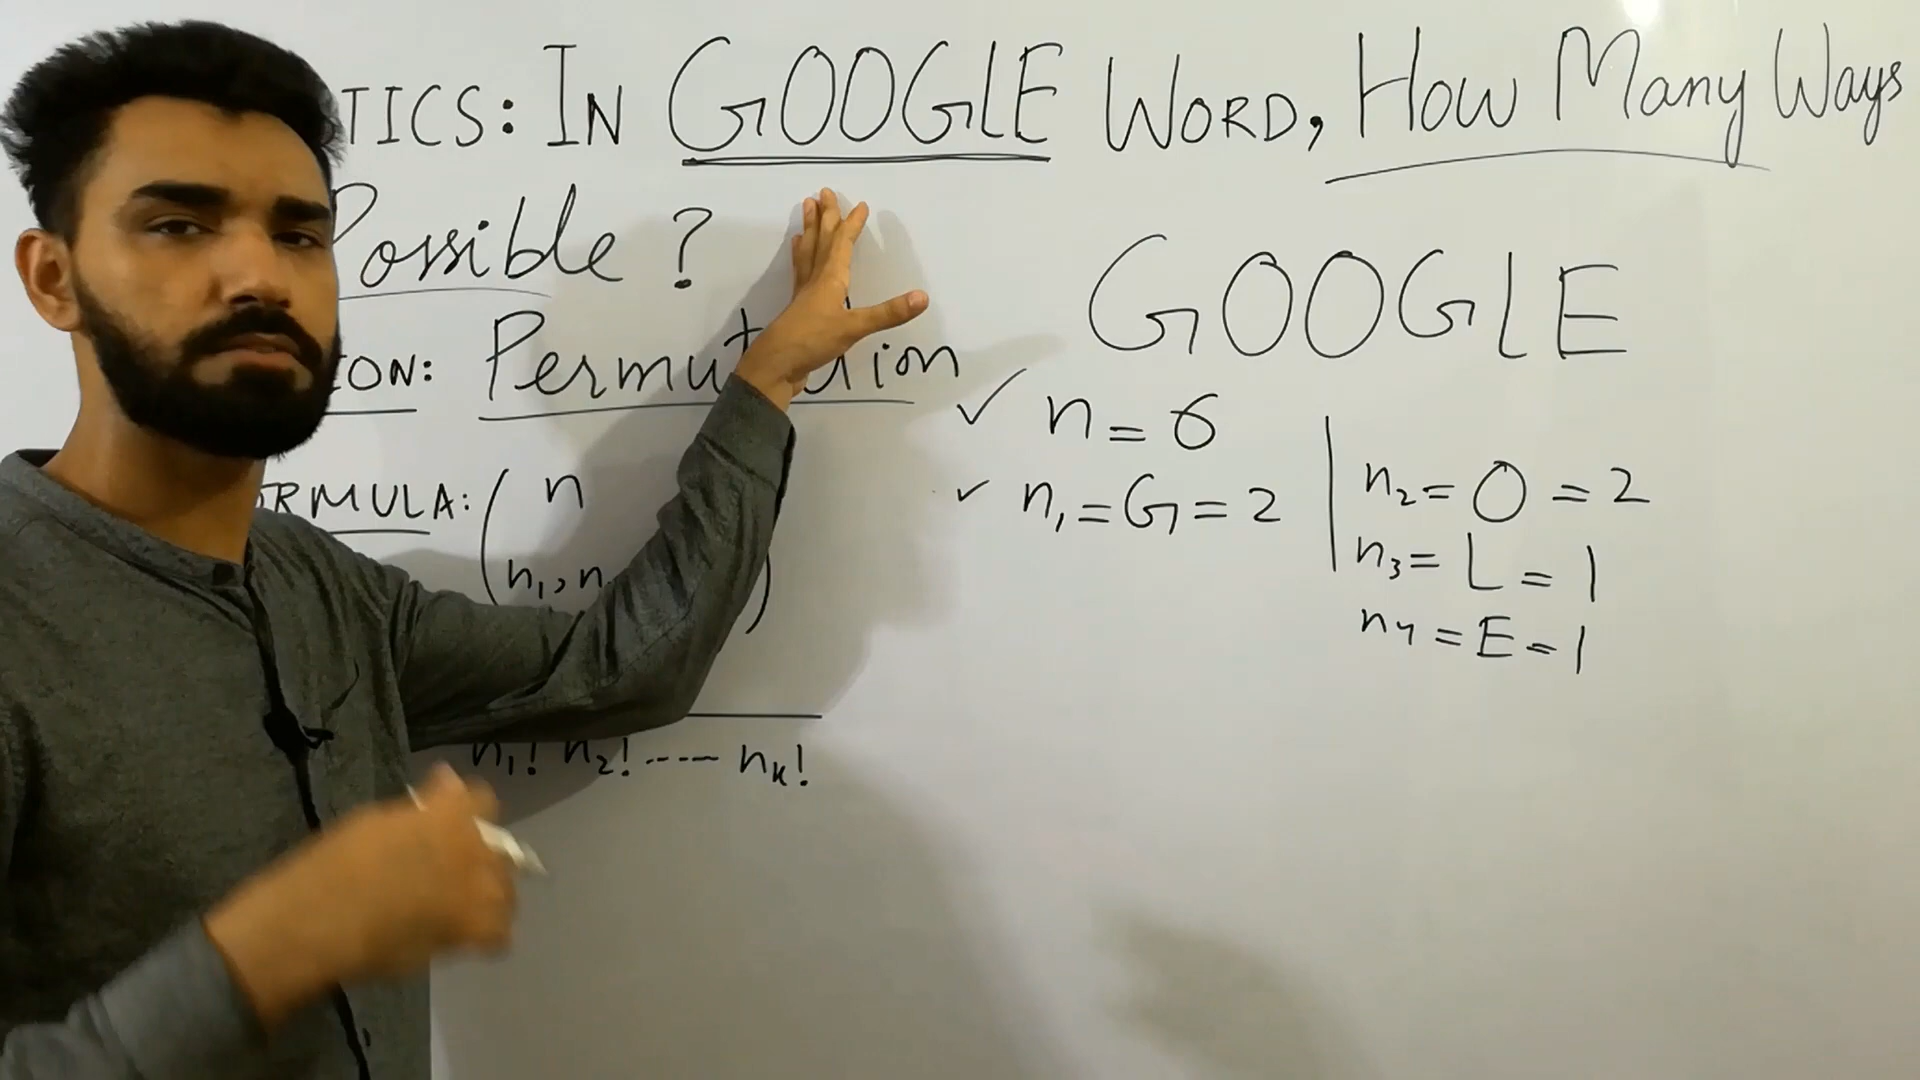 TICS: IN GOOGLE WORD, How Many Ways
Possible ?
ION: Permutation
ORMULA: ( n
n₁, n )
n₁! n₂! ---- nₖ!
GOOGLE
✓ n = 6
✓ n₁ = G = 2
n₂ = O = 2
n₃ = L = 1
n₄ = E = 1